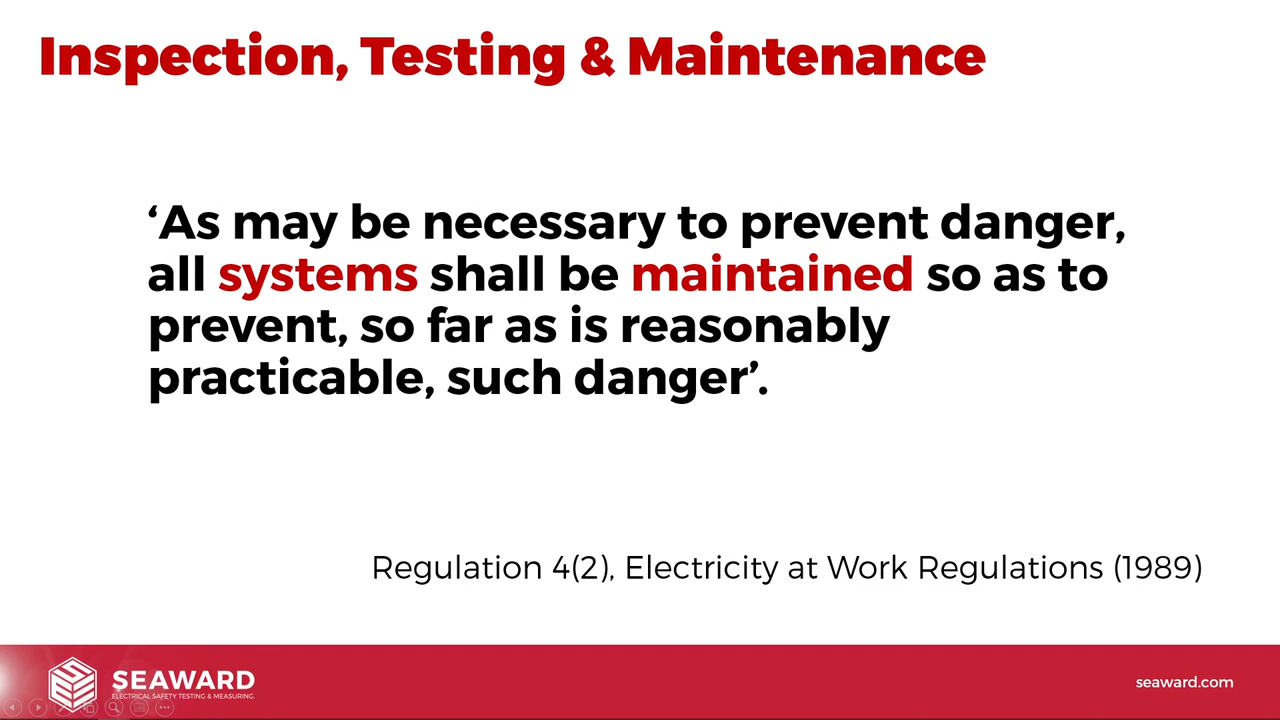 Inspection, Testing & Maintenance
‘As may be necessary to prevent danger,
all systems shall be maintained so as to
prevent, so far as is reasonably
practicable, such danger’.
Regulation 4(2), Electricity at Work Regulations (1989)
SEAWARD
ELECTRICAL SAFETY TESTING & MEASURING.
seaward.com